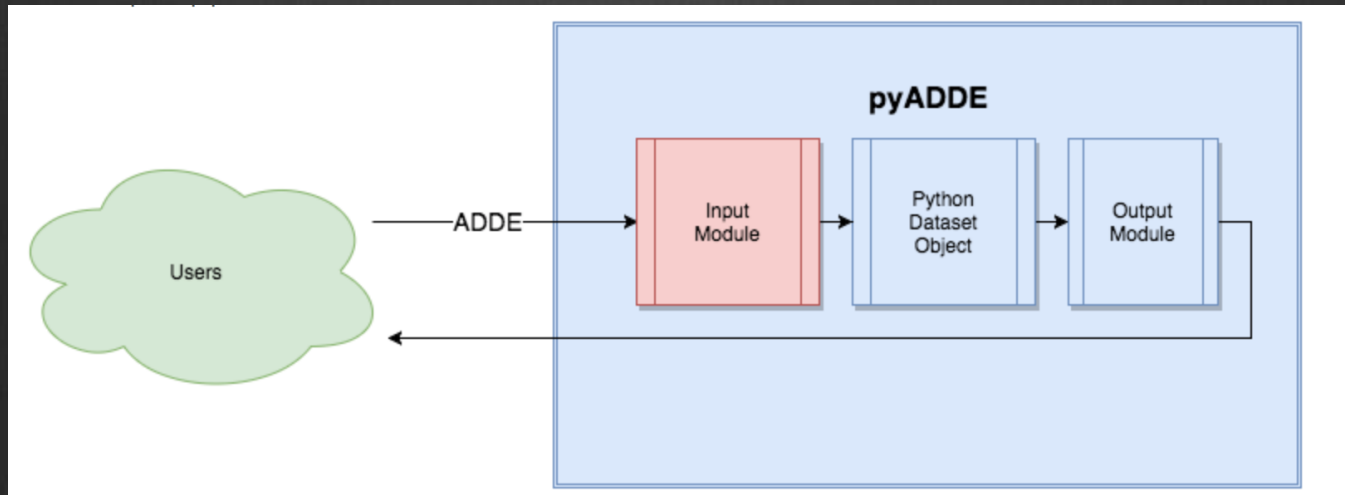 pyADDE
Users
ADDE
Input
Module
Python
Dataset
Object
Output
Module